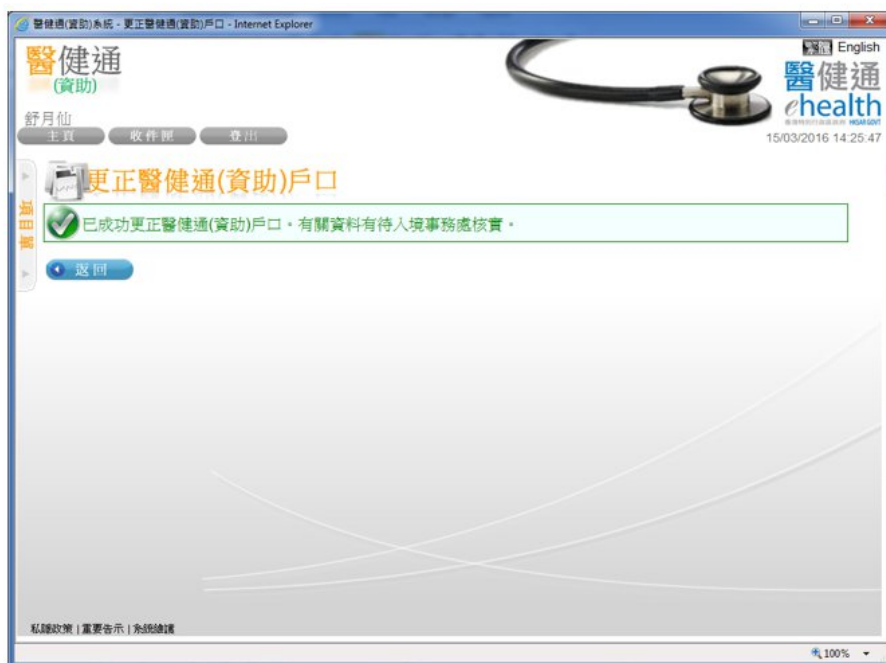 醫健通(資助)系統 - 更正醫健通(資助)戶口 - Internet Explorer
醫健通
(資助)
English
醫健通
ehealth
HKSAR GOVT
舒月仙
主頁 收件匣 登出
15/03/2016 14:25:47
更正醫健通(資助)戶口
項目單
已成功更正醫健通(資助)戶口。有關資料有待入境事務處核實。
返回
私隱政策 | 重要告示 | 系統維護
100%